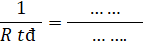 1 / R tđ = … … / … ….